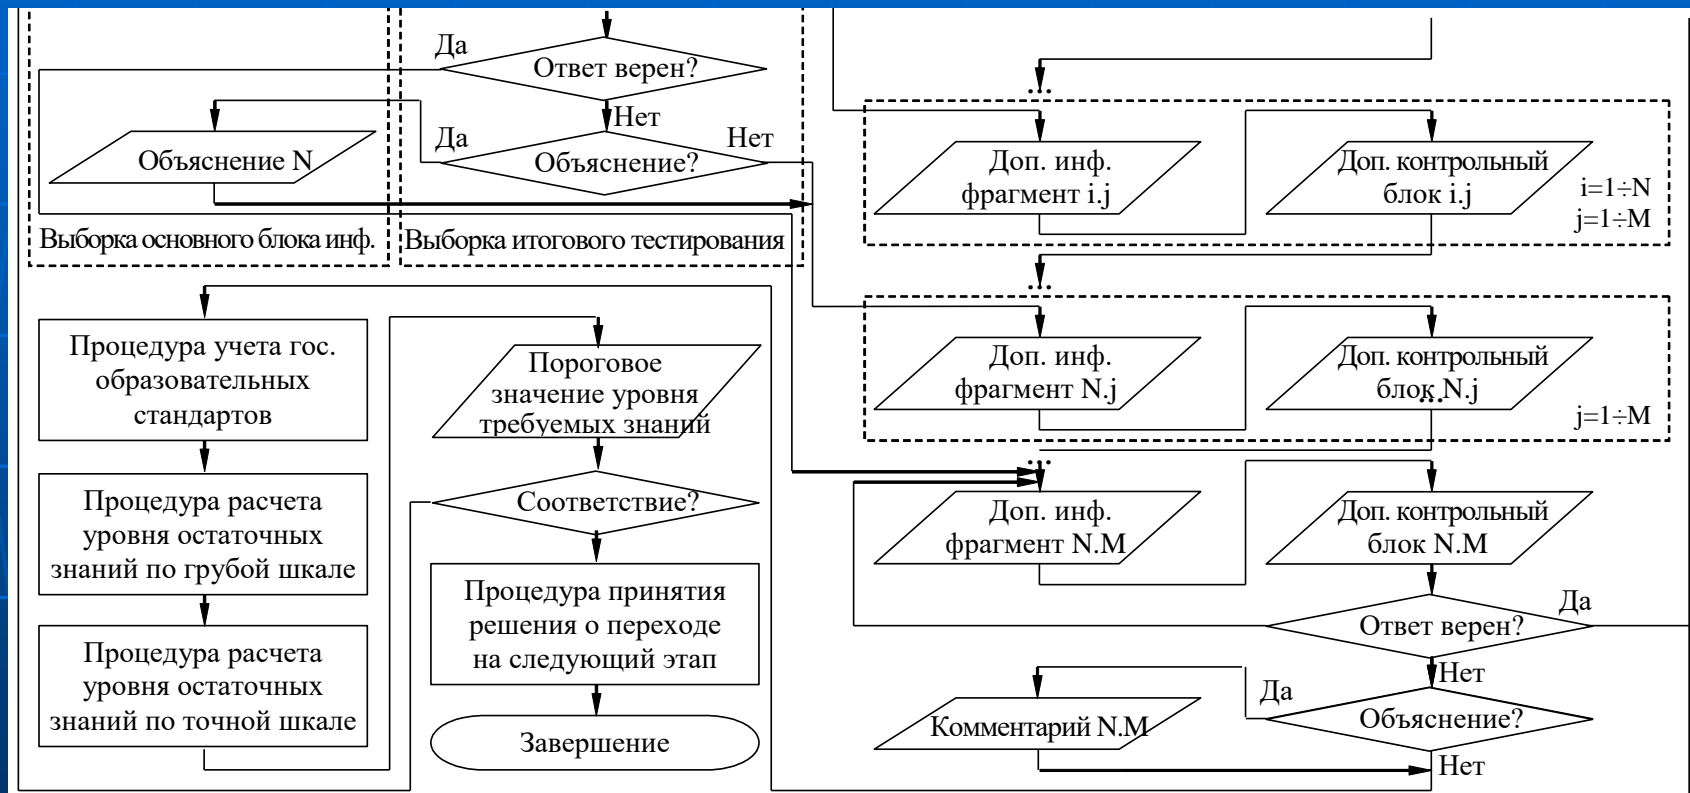 Да
Ответ верен?
Нет
Да
Объяснение?
Нет
Объяснение N
Выборка основного блока инф.
Выборка итогового тестирования
Процедура учета гос.
образовательных
стандартов
Процедура расчета
уровня остаточных
знаний по грубой шкале
Процедура расчета
уровня остаточных
знаний по точной шкале
Пороговое
значение уровня
требуемых знаний
Соответствие?
Процедура принятия
решения о переходе
на следующий этап
Завершение
...
Доп. инф.
фрагмент i.j
Доп. контрольный
блок i.j
i=1÷N
j=1÷M
...
Доп. инф.
фрагмент N.j
Доп. контрольный
блок N.j
...
j=1÷M
...
Доп. инф.
фрагмент N.M
Доп. контрольный
блок N.M
Да
Ответ верен?
Нет
Да
Объяснение?
Комментарий N.M
Нет